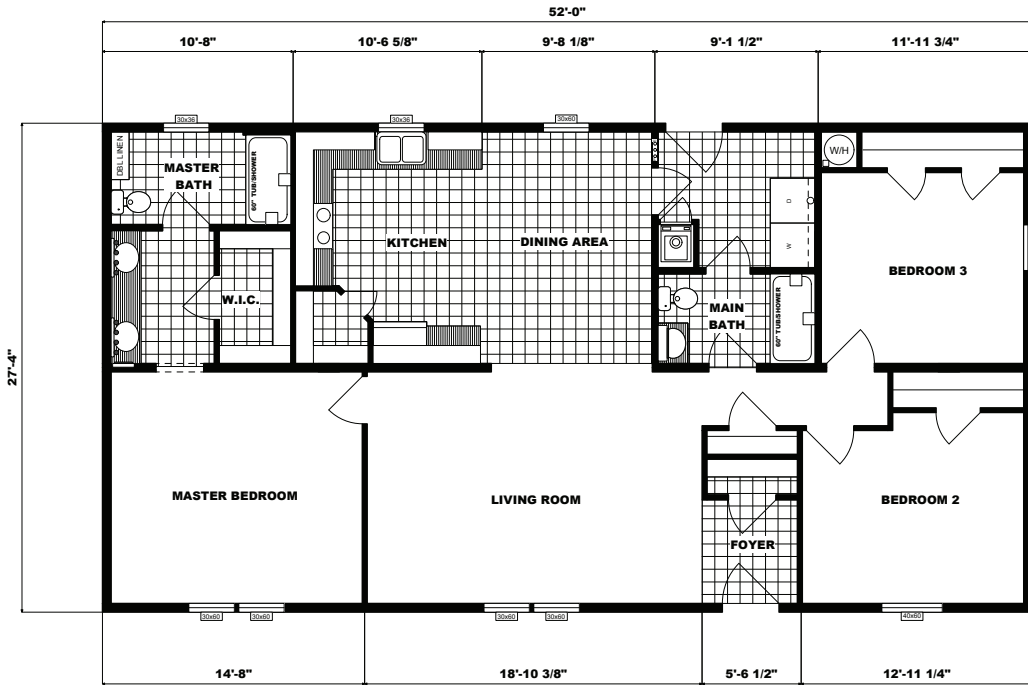 52'-0"
10'-8"
10'-6 5/8"
9'-8 1/8"
9'-1 1/2"
11'-11 3/4"
30x36
30x36
30x60
DBL LINEN
MASTER
BATH
60" TUB/SHOWER
W/H
D
W
KITCHEN
DINING AREA
BEDROOM 3
W.I.C.
MAIN
BATH
60" TUB/SHOWER
27'-4"
MASTER BEDROOM
LIVING ROOM
BEDROOM 2
FOYER
30x60
30x60
30x60
30x60
40x60
14'-8"
18'-10 3/8"
5'-6 1/2"
12'-11 1/4"